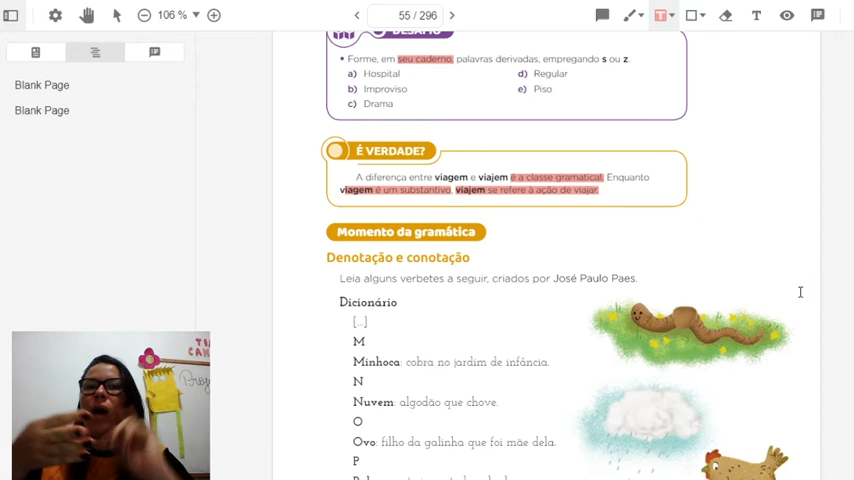 106 %
55 / 296
Blank Page
Blank Page
DESAFIO
• Forme, em seu caderno, palavras derivadas, empregando s ou z.
a) Hospital
d) Regular
b) Improviso
e) Piso
c) Drama
É VERDADE?
A diferença entre viagem e viajem é a classe gramatical. Enquanto
viagem é um substantivo, viajem se refere à ação de viajar.
Momento da gramática
Denotação e conotação
Leia alguns verbetes a seguir, criados por José Paulo Paes.
Dicionário
[...]
M
Minhoca: cobra no jardim de infância.
N
Nuvem: algodão que chove.
O
Ovo: filho da galinha que foi mãe dela.
P